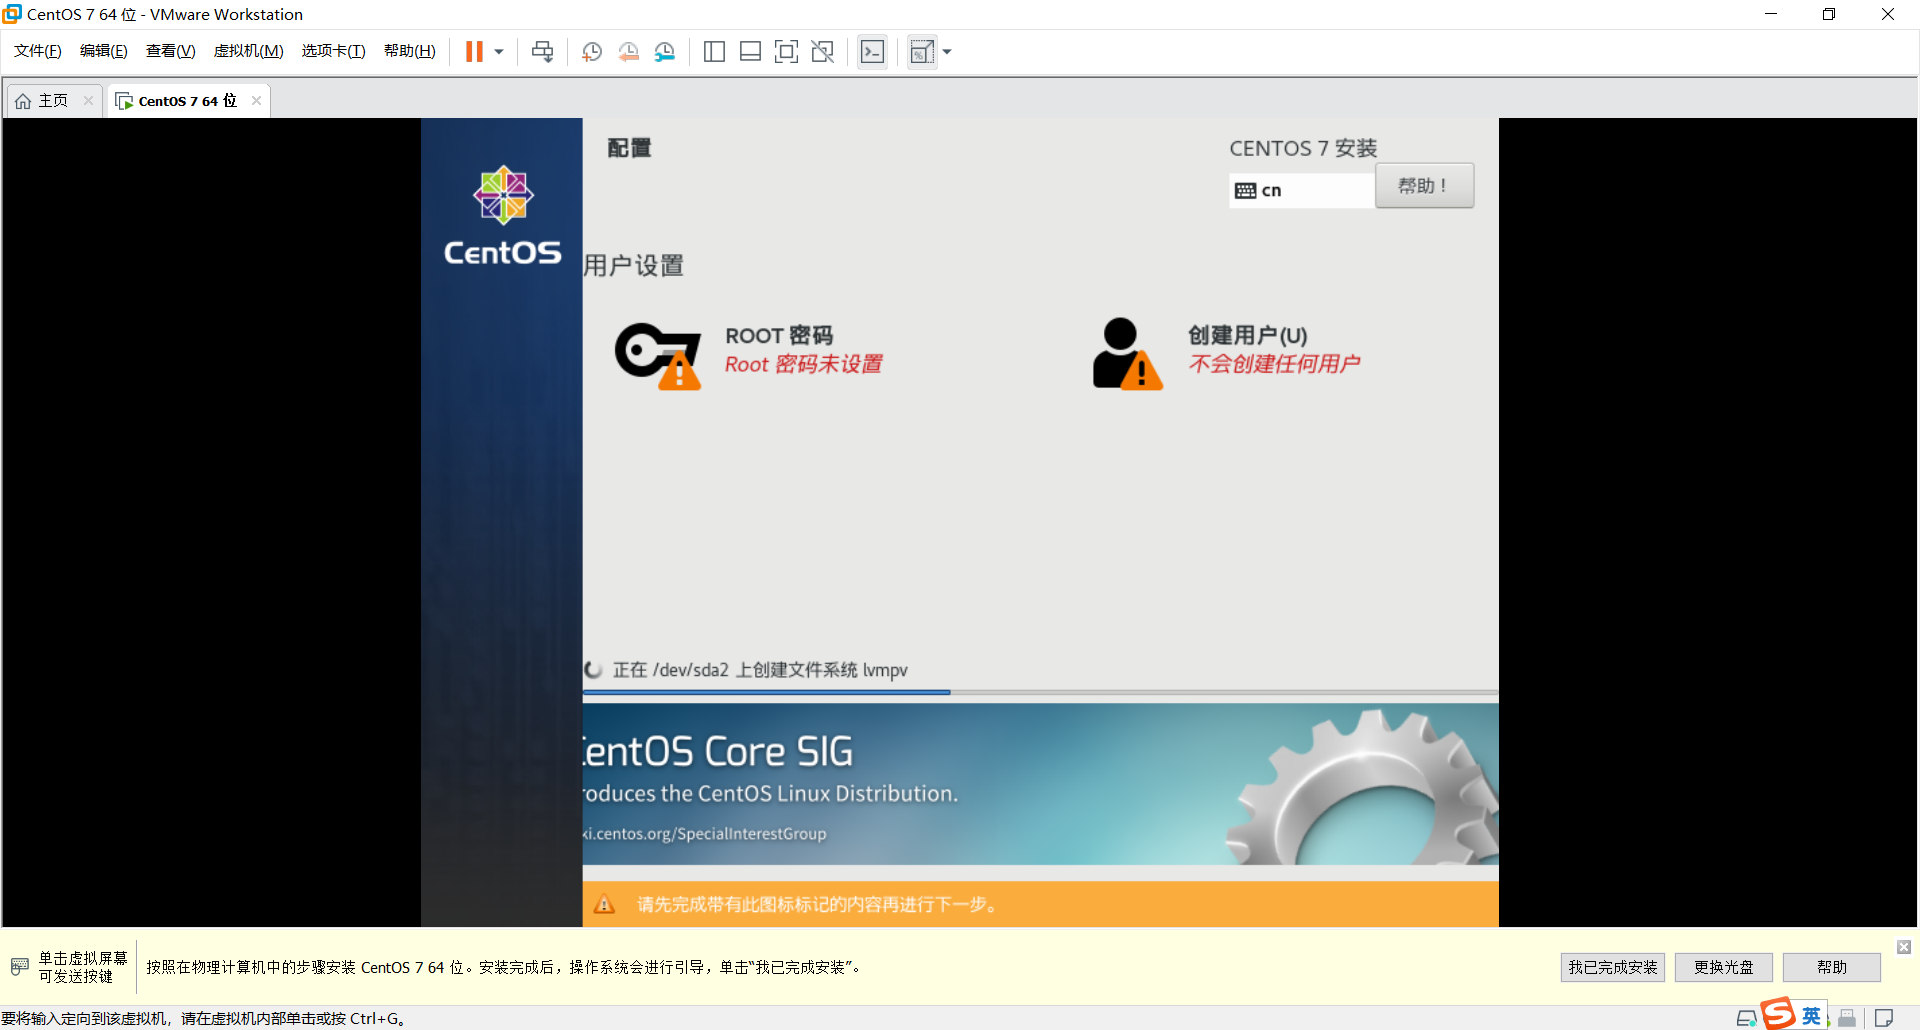 CentOS 7 64 位 - VMware Workstation
文件(F) 编辑(E) 查看(V) 虚拟机(M) 选项卡(T) 帮助(H)
主页 CentOS 7 64 位
CentOS
配置
CENTOS 7 安装
cn
帮助！
用户设置
ROOT 密码
Root 密码未设置
创建用户(U)
不会创建任何用户
正在 /dev/sda2 上创建文件系统 lvmpv
entOS Core SIG
roduces the CentOS Linux Distribution.
ki.centos.org/SpecialInterestGroup
请先完成带有此图标标记的内容再进行下一步。
单击虚拟屏幕
可发送按键
按照在物理计算机中的步骤安装 CentOS 7 64 位。安装完成后，操作系统会进行引导，单击“我已完成安装”。
我已完成安装 更换光盘 帮助
要将输入定向到该虚拟机，请在虚拟机内部单击或按 Ctrl+G。
英